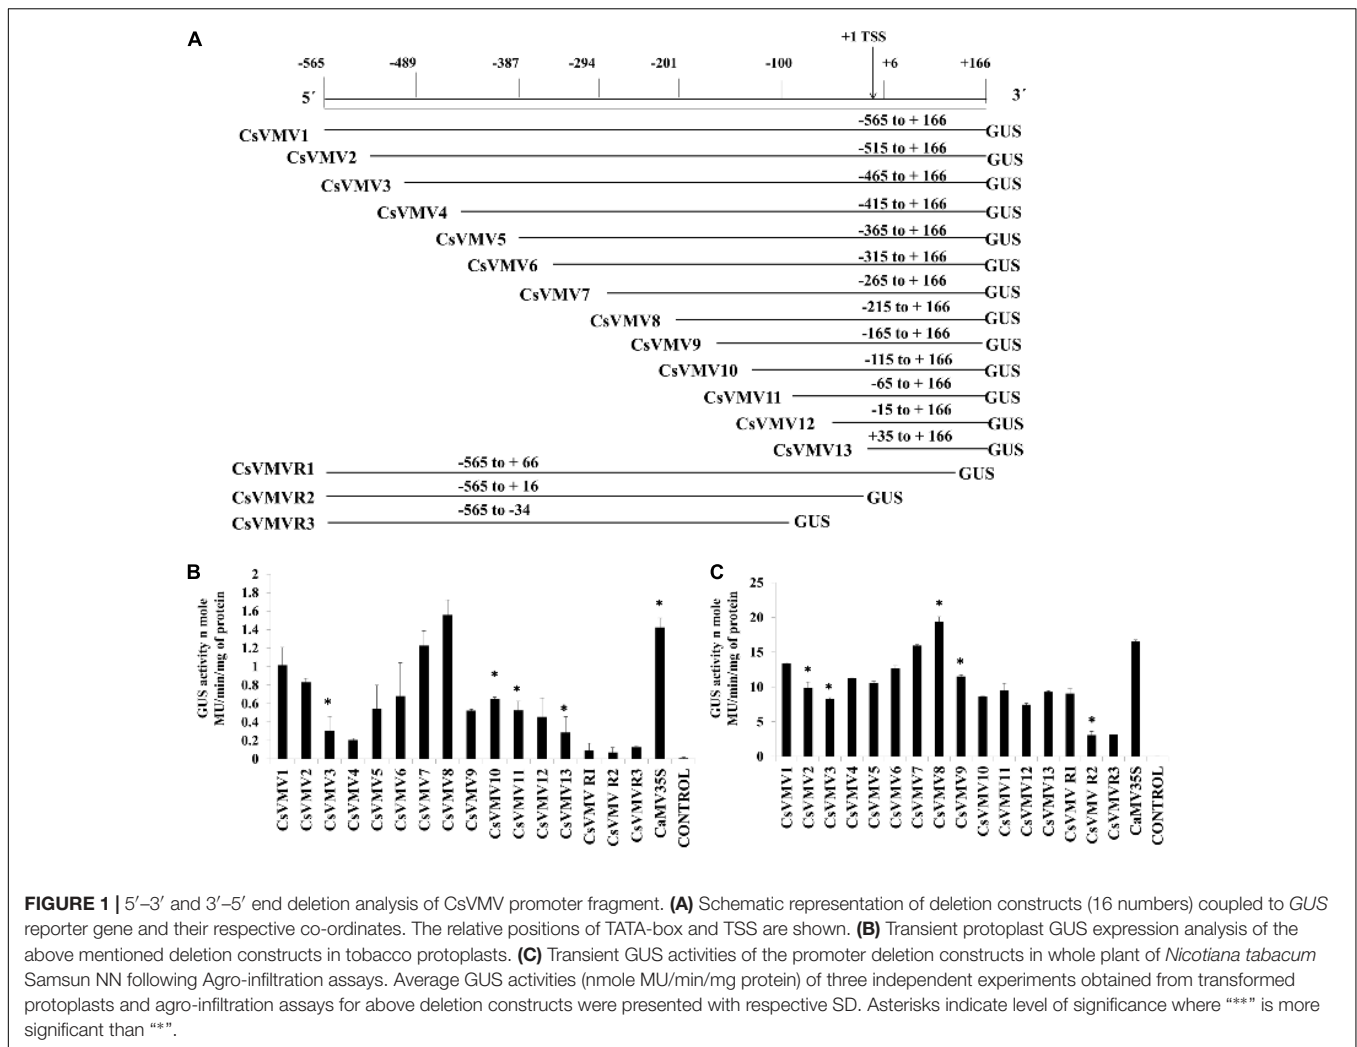 A
+1 TSS
-565 -489 -387 -294 -201 -100 +6 +166
5´ 3´
CsVMV1 -565 to + 166 GUS
CsVMV2 -515 to + 166 GUS
CsVMV3 -465 to + 166 GUS
CsVMV4 -415 to + 166 GUS
CsVMV5 -365 to + 166 GUS
CsVMV6 -315 to + 166 GUS
CsVMV7 -265 to + 166 GUS
CsVMV8 -215 to + 166 GUS
CsVMV9 -165 to + 166 GUS
CsVMV10 -115 to + 166 GUS
CsVMV11 -65 to + 166 GUS
CsVMV12 -15 to + 166 GUS
CsVMV13 +35 to + 166 GUS
CsVMVR1 -565 to + 66 GUS
CsVMVR2 -565 to + 16 GUS
CsVMVR3 -565 to -34 GUS
B
GUS activity n mole
MU/min/mg of protein
2
1.8
1.6
1.4
1.2
1
0.8
0.6
0.4
0.2
0
* * * * *
CsVMV1
CsVMV2
CsVMV3
CsVMV4
CsVMV5
CsVMV6
CsVMV7
CsVMV8
CsVMV9
CsVMV10
CsVMV11
CsVMV12
CsVMV13
CsVMV R1
CsVMV R2
CsVMVR3
CaMV35S
CONTROL
C
GUS activity n mole
MU/min/mg of protein
25
20
15
10
5
0
* * * * *
CsVMV1
CsVMV2
CsVMV3
CsVMV4
CsVMV5
CsVMV6
CsVMV7
CsVMV8
CsVMV9
CsVMV10
CsVMV11
CsVMV12
CsVMV13
CsVMV R1
CsVMV R2
CsVMVR3
CaMV35S
CONTROL
FIGURE 1 | 5′–3′ and 3′–5′ end deletion analysis of CsVMV promoter fragment. (A) Schematic representation of deletion constructs (16 numbers) coupled to GUS
reporter gene and their respective co-ordinates. The relative positions of TATA-box and TSS are shown. (B) Transient protoplast GUS expression analysis of the
above mentioned deletion constructs in tobacco protoplasts. (C) Transient GUS activities of the promoter deletion constructs in whole plant of Nicotiana tabacum
Samsun NN following Agro-infiltration assays. Average GUS activities (nmole MU/min/mg protein) of three independent experiments obtained from transformed
protoplasts and agro-infiltration assays for above deletion constructs were presented with respective SD. Asterisks indicate level of significance where “**” is more
significant than “*”.